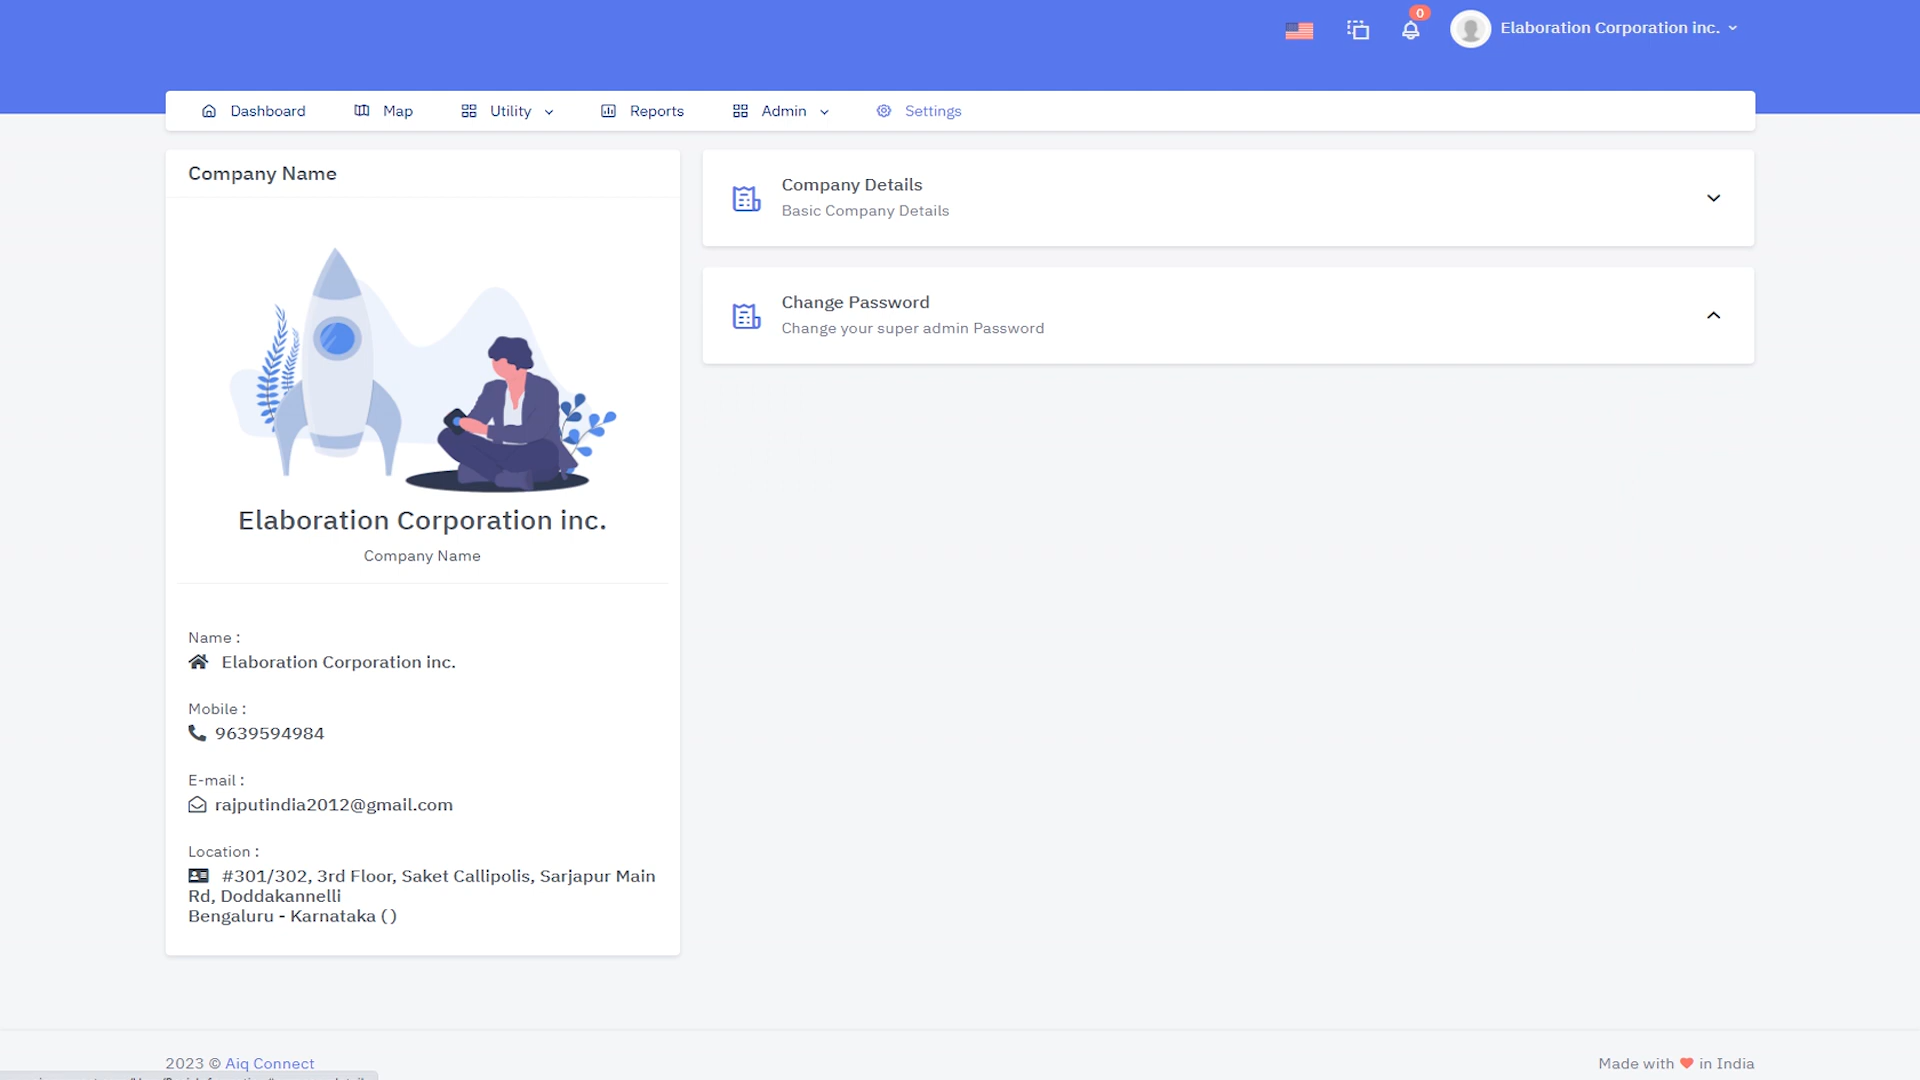 0
Elaboration Corporation inc.
Dashboard
Map
Utility
Reports
Admin
Settings
Company Name
Elaboration Corporation inc.
Company Name
Name :
Elaboration Corporation inc.
Mobile :
9639594984
E-mail :
rajputindia2012@gmail.com
Location :
#301/302, 3rd Floor, Saket Callipolis, Sarjapur Main
Rd, Doddakannelli
Bengaluru - Karnataka ()
Company Details
Basic Company Details
Change Password
Change your super admin Password
2023 © Aiq Connect
Made with ❤ in India